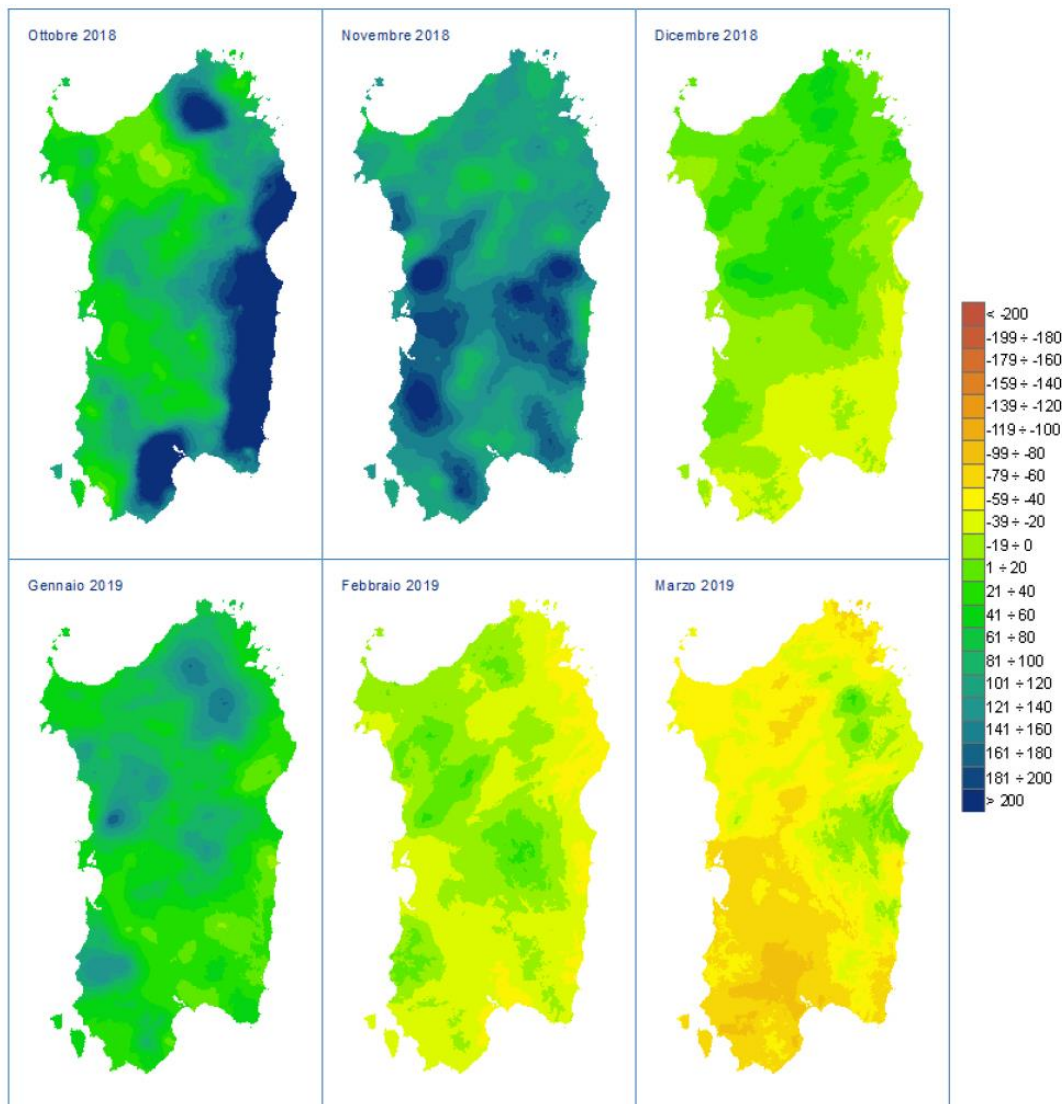 Ottobre 2018
Novembre 2018
Dicembre 2018
Gennaio 2019
Febbraio 2019
Marzo 2019
< -200
-199 ÷ -180
-179 ÷ -160
-159 ÷ -140
-139 ÷ -120
-119 ÷ -100
-99 ÷ -80
-79 ÷ -60
-59 ÷ -40
-39 ÷ -20
-19 ÷ 0
1 ÷ 20
21 ÷ 40
41 ÷ 60
61 ÷ 80
81 ÷ 100
101 ÷ 120
121 ÷ 140
141 ÷ 160
161 ÷ 180
181 ÷ 200
> 200